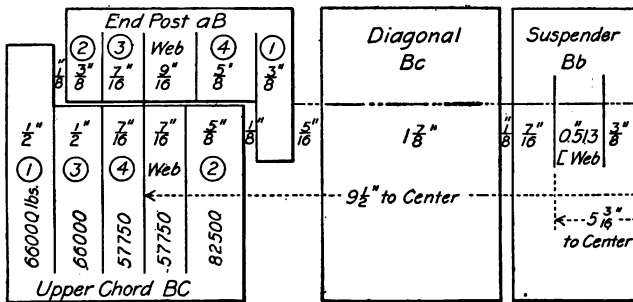 End Post aB
② ③ Web ④ ①
1/8" 3/8" 7/16" 9/16" 5/8" 3/8"
1/2" 1/2" 7/16" 7/16" 5/8" 1/8" 5/16"
① ③ ④ Web ②
66000 lbs. 66000 57750 57750 82500
Upper Chord BC
Diagonal
Bc
1 7/8"
9 1/2" to Center
Suspender
Bb
1/8" 7/16" 0.513" 3/8"
[ Web
5 3/16"
to Center